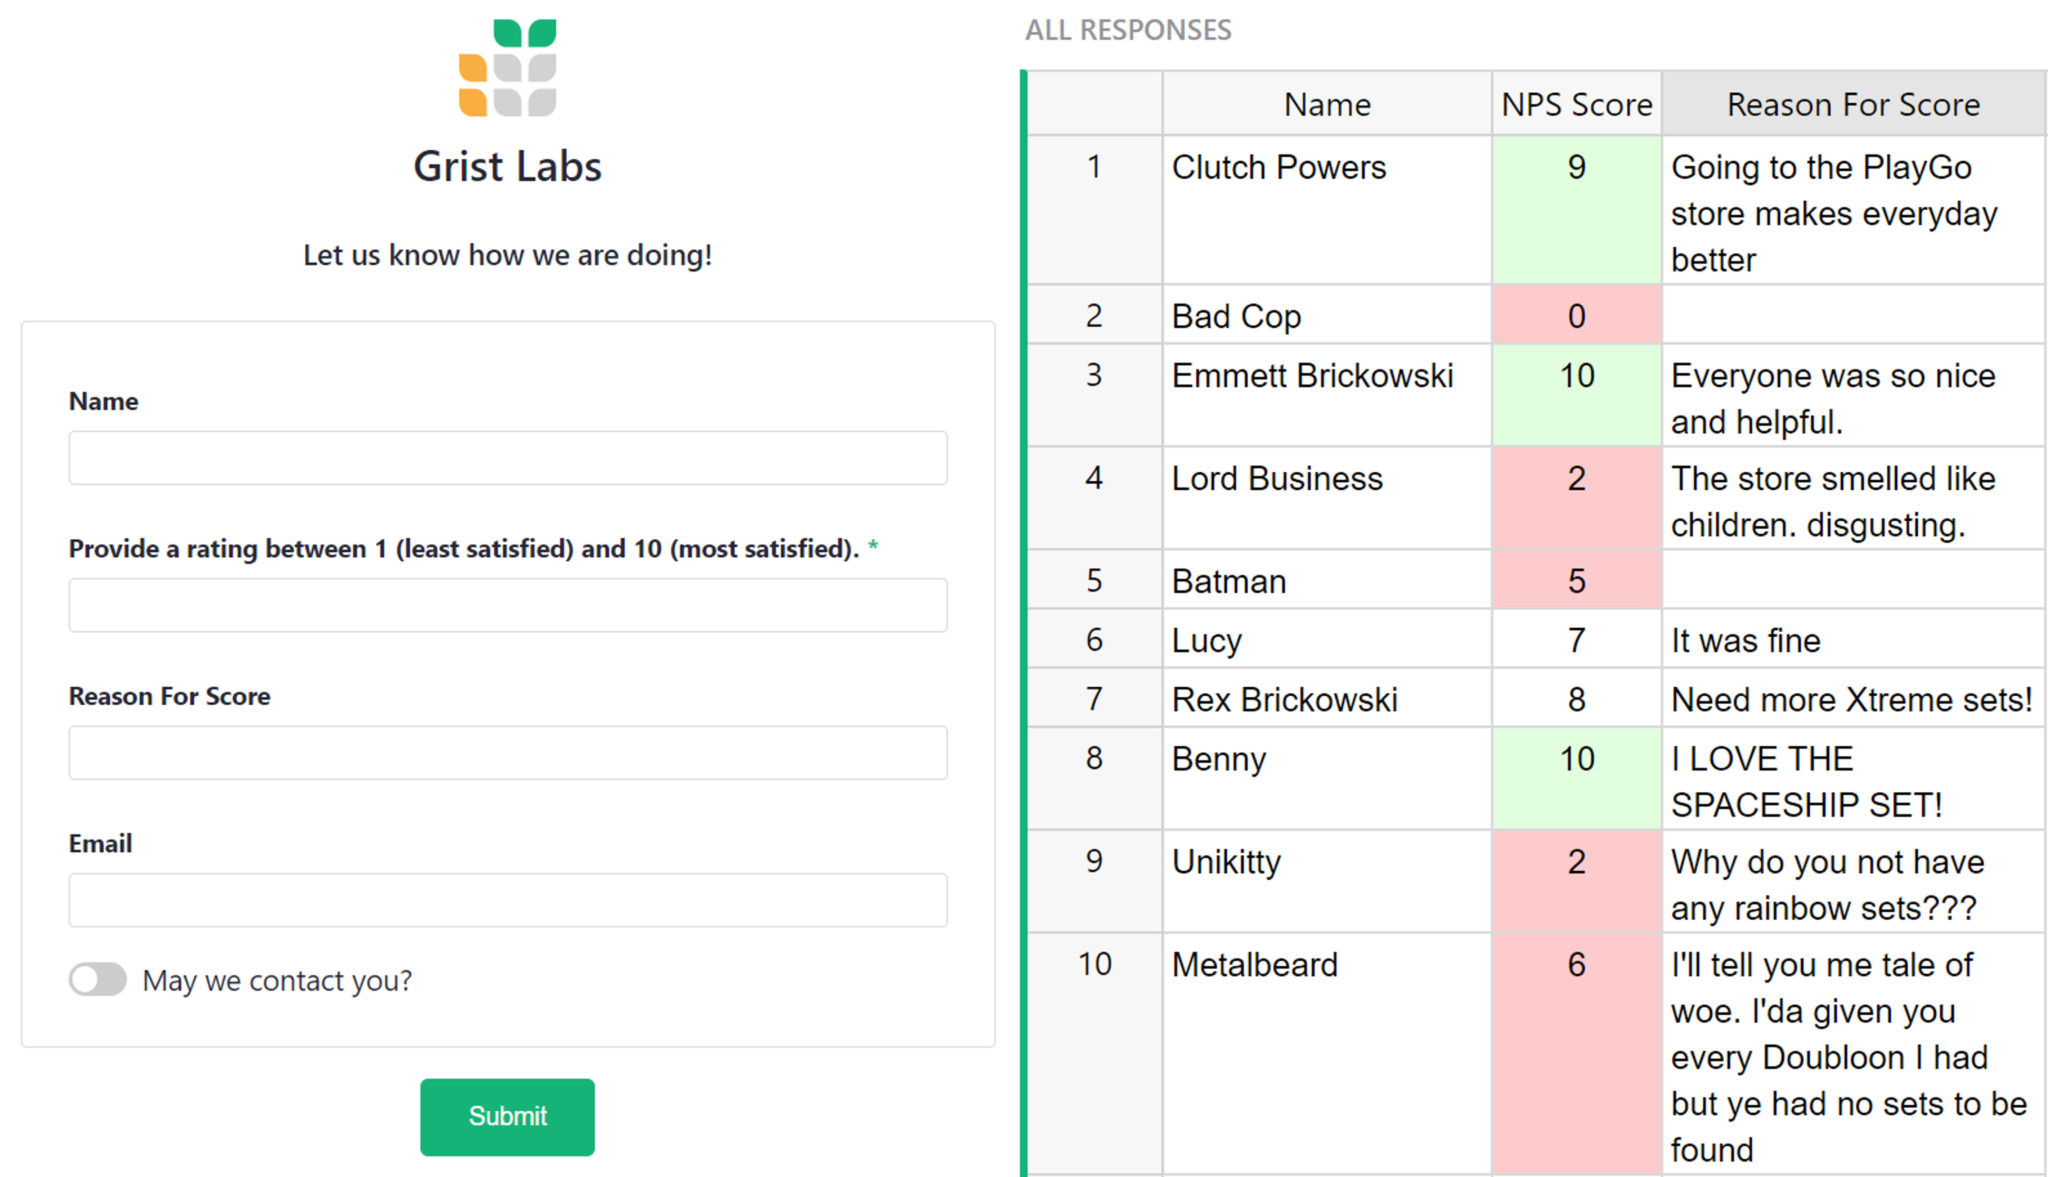 Grist Labs
Let us know how we are doing!
Name
Provide a rating between 1 (least satisfied) and 10 (most satisfied). *
Reason For Score
Email
May we contact you?
Submit
ALL RESPONSES
Name NPS Score Reason For Score
1 Clutch Powers 9 Going to the PlayGo
store makes everyday
better
2 Bad Cop 0
3 Emmett Brickowski 10 Everyone was so nice
and helpful.
4 Lord Business 2 The store smelled like
children. disgusting.
5 Batman 5
6 Lucy 7 It was fine
7 Rex Brickowski 8 Need more Xtreme sets!
8 Benny 10 I LOVE THE
SPACESHIP SET!
9 Unikitty 2 Why do you not have
any rainbow sets???
10 Metalbeard 6 I'll tell you me tale of
woe. I'da given you
every Doubloon I had
but ye had no sets to be
found